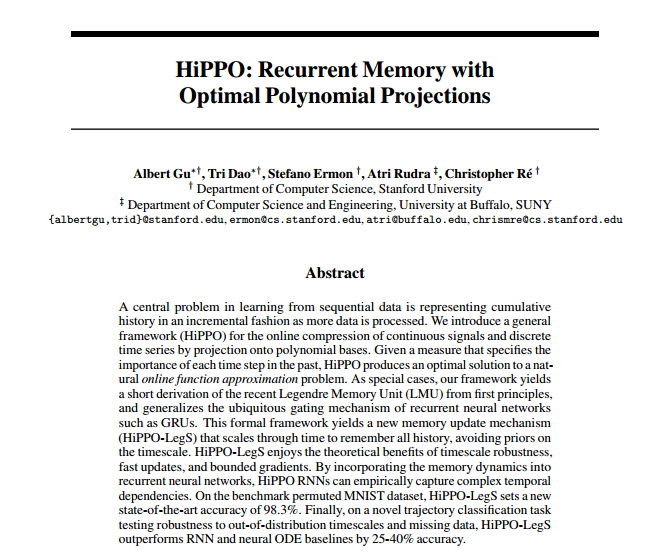 HiPPO: Recurrent Memory with
Optimal Polynomial Projections
Albert Gu*†, Tri Dao*†, Stefano Ermon †, Atri Rudra ‡, Christopher Ré †
† Department of Computer Science, Stanford University
‡ Department of Computer Science and Engineering, University at Buffalo, SUNY
{albertgu,trid}@stanford.edu, ermon@cs.stanford.edu, atri@buffalo.edu, chrismre@cs.stanford.edu
Abstract
A central problem in learning from sequential data is representing cumulative
history in an incremental fashion as more data is processed. We introduce a general
framework (HiPPO) for the online compression of continuous signals and discrete
time series by projection onto polynomial bases. Given a measure that specifies the
importance of each time step in the past, HiPPO produces an optimal solution to a nat-
ural online function approximation problem. As special cases, our framework yields
a short derivation of the recent Legendre Memory Unit (LMU) from first principles,
and generalizes the ubiquitous gating mechanism of recurrent neural networks
such as GRUs. This formal framework yields a new memory update mechanism
(HiPPO-LegS) that scales through time to remember all history, avoiding priors on
the timescale. HiPPO-LegS enjoys the theoretical benefits of timescale robustness,
fast updates, and bounded gradients. By incorporating the memory dynamics into
recurrent neural networks, HiPPO RNNs can empirically capture complex temporal
dependencies. On the benchmark permuted MNIST dataset, HiPPO-LegS sets a new
state-of-the-art accuracy of 98.3%. Finally, on a novel trajectory classification task
testing robustness to out-of-distribution timescales and missing data, HiPPO-LegS
outperforms RNN and neural ODE baselines by 25-40% accuracy.